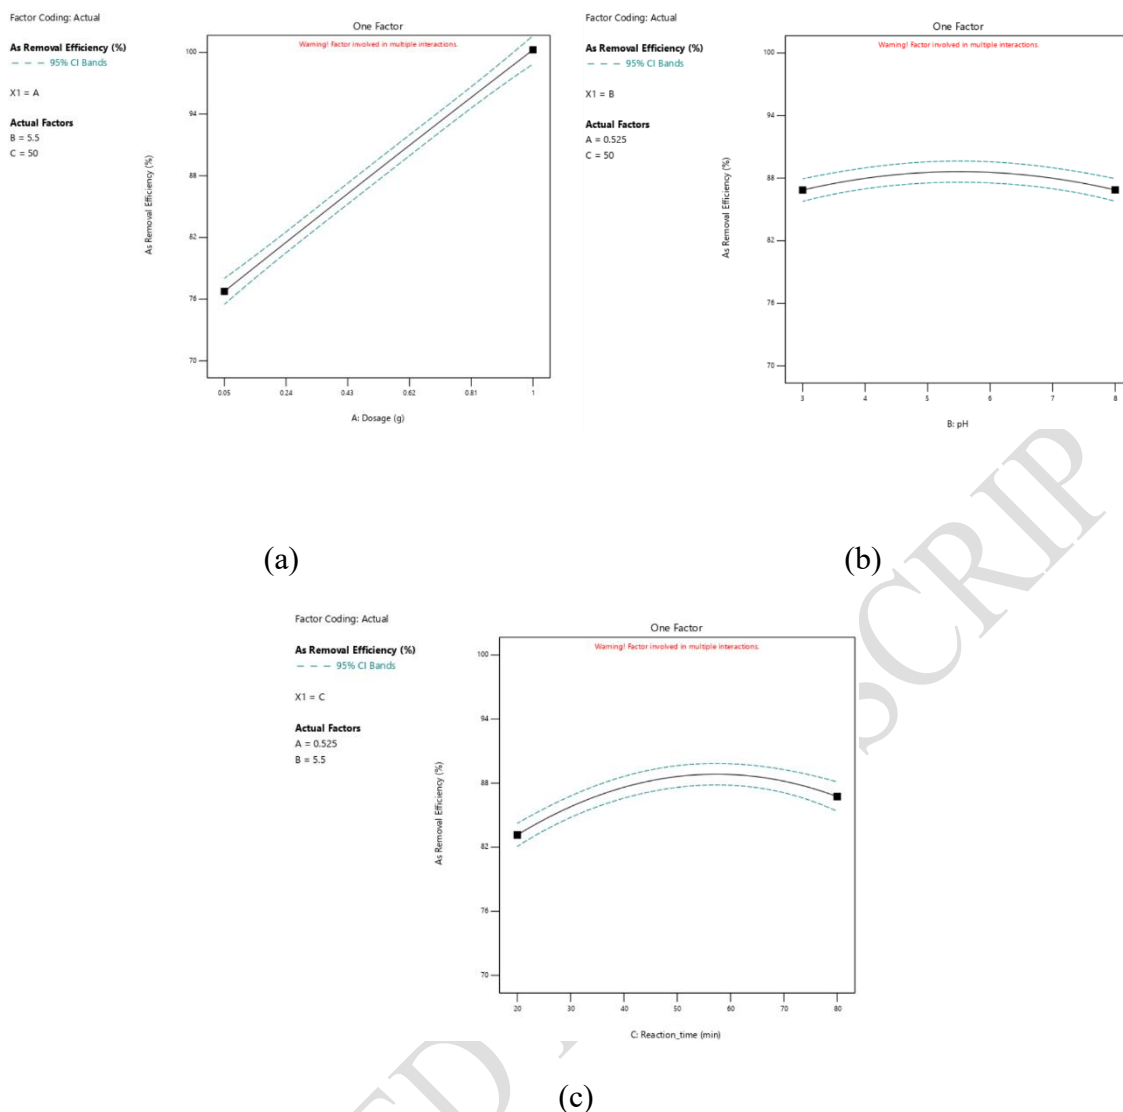 Factor Coding: Actual
As Removal Efficiency (%)
95% CI Bands
X1 = A
Actual Factors
B = 5.5
C = 50
One Factor
Warning! Factor involved in multiple interactions.
As Removal Efficiency (%)
100
94
88
82
76
70
0.05
0.24
0.43
0.62
0.81
1
A: Dosage (g)
(a)
Factor Coding: Actual
As Removal Efficiency (%)
95% CI Bands
X1 = B
Actual Factors
A = 0.525
C = 50
One Factor
Warning! Factor involved in multiple interactions.
As Removal Efficiency (%)
100
94
88
82
76
70
3
4
5
6
7
8
B: pH
(b)
Factor Coding: Actual
As Removal Efficiency (%)
95% CI Bands
X1 = C
Actual Factors
A = 0.525
B = 5.5
One Factor
Warning! Factor involved in multiple interactions.
As Removal Efficiency (%)
100
94
88
82
76
70
20
30
40
50
60
70
80
C: Reaction_time (min)
(c)
ED
SCRIP